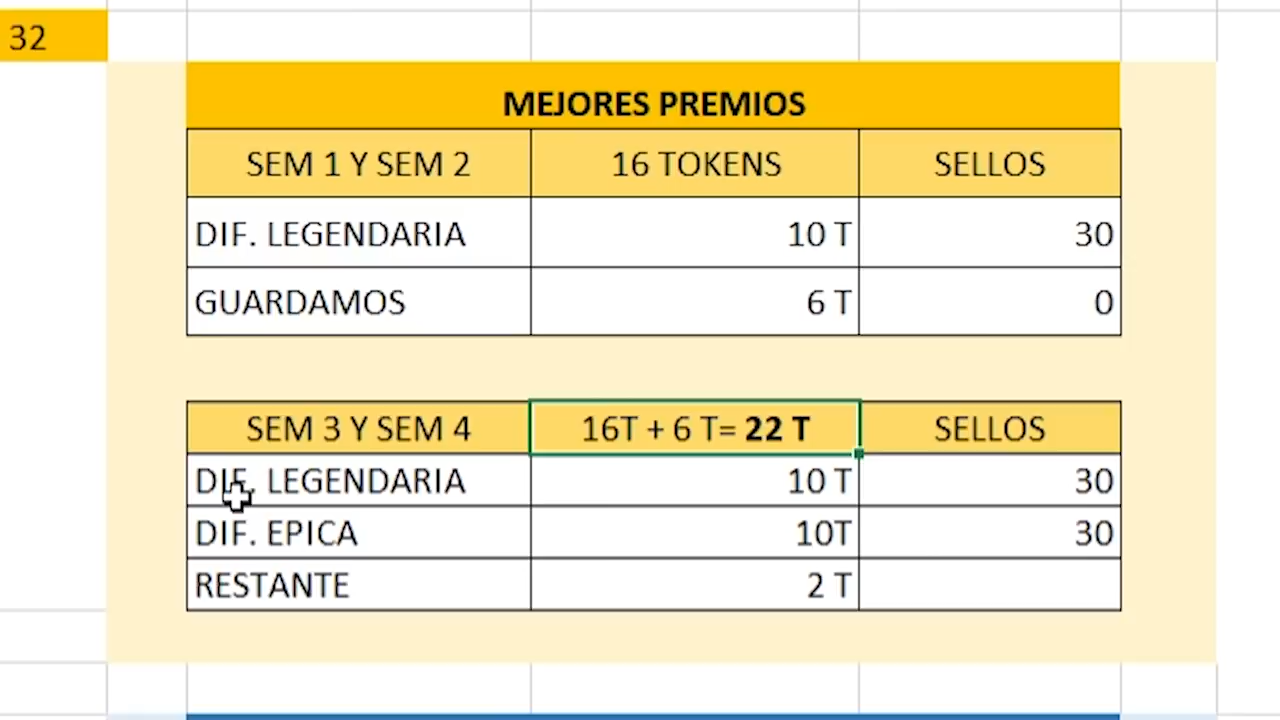 32
MEJORES PREMIOS
SEM 1 Y SEM 2 16 TOKENS SELLOS
DIF. LEGENDARIA 10 T 30
GUARDAMOS 6 T 0
SEM 3 Y SEM 4 16T + 6 T= 22 T SELLOS
DIF. LEGENDARIA 10 T 30
DIF. EPICA 10T 30
RESTANTE 2 T